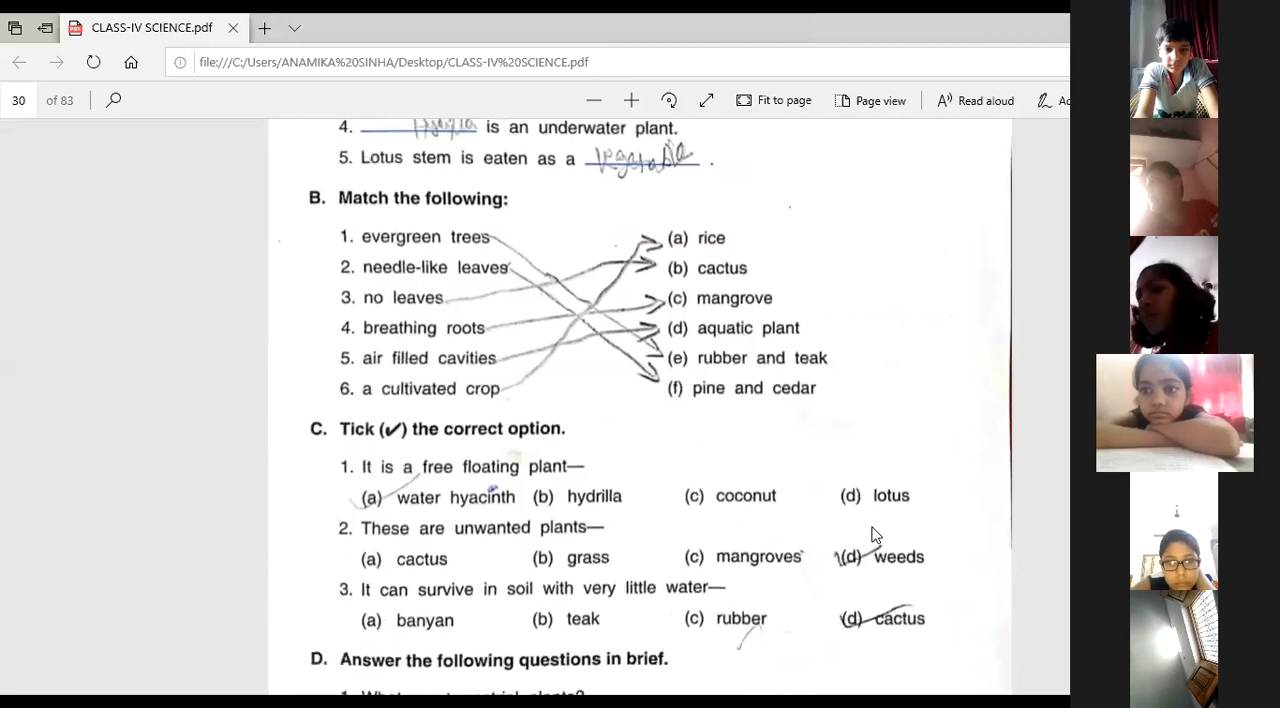 CLASS-IV SCIENCE.pdf
file:///C:/Users/ANAMIKA%20SINHA/Desktop/CLASS-IV%20SCIENCE.pdf
30 of 83
Fit to page
Page view
Read aloud
4. is an underwater plant.
5. Lotus stem is eaten as a vegetable .
B. Match the following:
1. evergreen trees (a) rice
2. needle-like leaves (b) cactus
3. no leaves (c) mangrove
4. breathing roots (d) aquatic plant
5. air filled cavities (e) rubber and teak
6. a cultivated crop (f) pine and cedar
C. Tick (✔) the correct option.
1. It is a free floating plant—
(a) water hyacinth (b) hydrilla (c) coconut (d) lotus
2. These are unwanted plants—
(a) cactus (b) grass (c) mangroves (d) weeds
3. It can survive in soil with very little water—
(a) banyan (b) teak (c) rubber (d) cactus
D. Answer the following questions in brief.